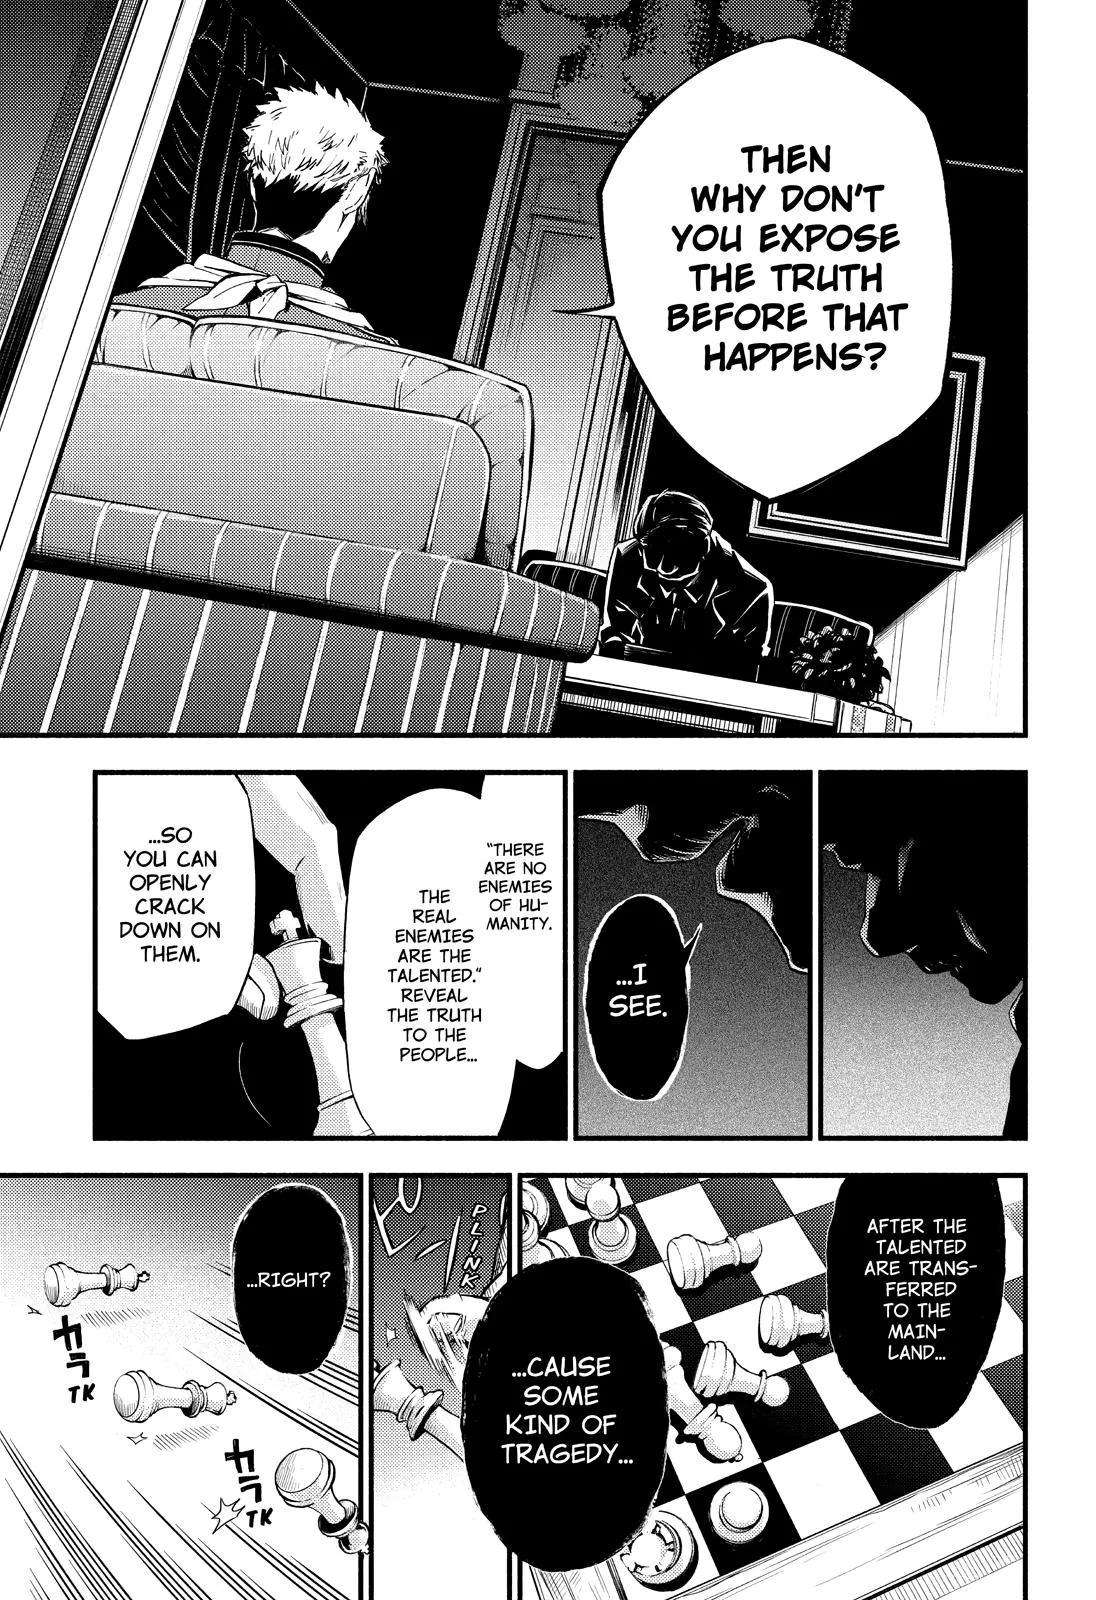 THEN
WHY DON'T
YOU EXPOSE
THE TRUTH
BEFORE THAT
HAPPENS?
...I
SEE.
"THERE
ARE NO
ENEMIES
OF HU-
MANITY.
THE
REAL
ENEMIES
ARE THE
TALENTED."
REVEAL
THE TRUTH
TO THE
PEOPLE...
...SO
YOU CAN
OPENLY
CRACK
DOWN ON
THEM.
AFTER THE
TALENTED
ARE TRANS-
FERRED
TO THE
MAIN-
LAND...
...CAUSE
SOME
KIND OF
TRAGEDY...
PLINK
...RIGHT?
カラ
TK
カラ
TK